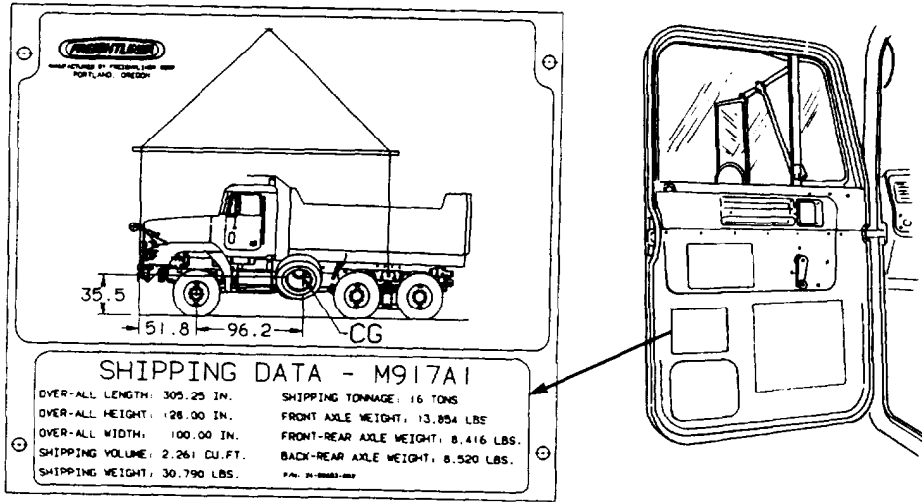 FREIGHTLINER
MANUFACTURED BY FREIGHTLINER CORP
PORTLAND, OREGON
35.5
51.8 96.2 CG
SHIPPING DATA - M917A1
OVER-ALL LENGTH: 305.25 IN.
OVER-ALL HEIGHT: 126.00 IN.
OVER-ALL WIDTH: 100.00 IN.
SHIPPING VOLUME: 2.261 CU.FT.
SHIPPING WEIGHT: 30.790 LBS.
SHIPPING TONNAGE: 16 TONS
FRONT AXLE WEIGHT: 13.854 LBS
FRONT-REAR AXLE WEIGHT: 8.416 LBS.
BACK-REAR AXLE WEIGHT: 8.520 LBS.
P/N: